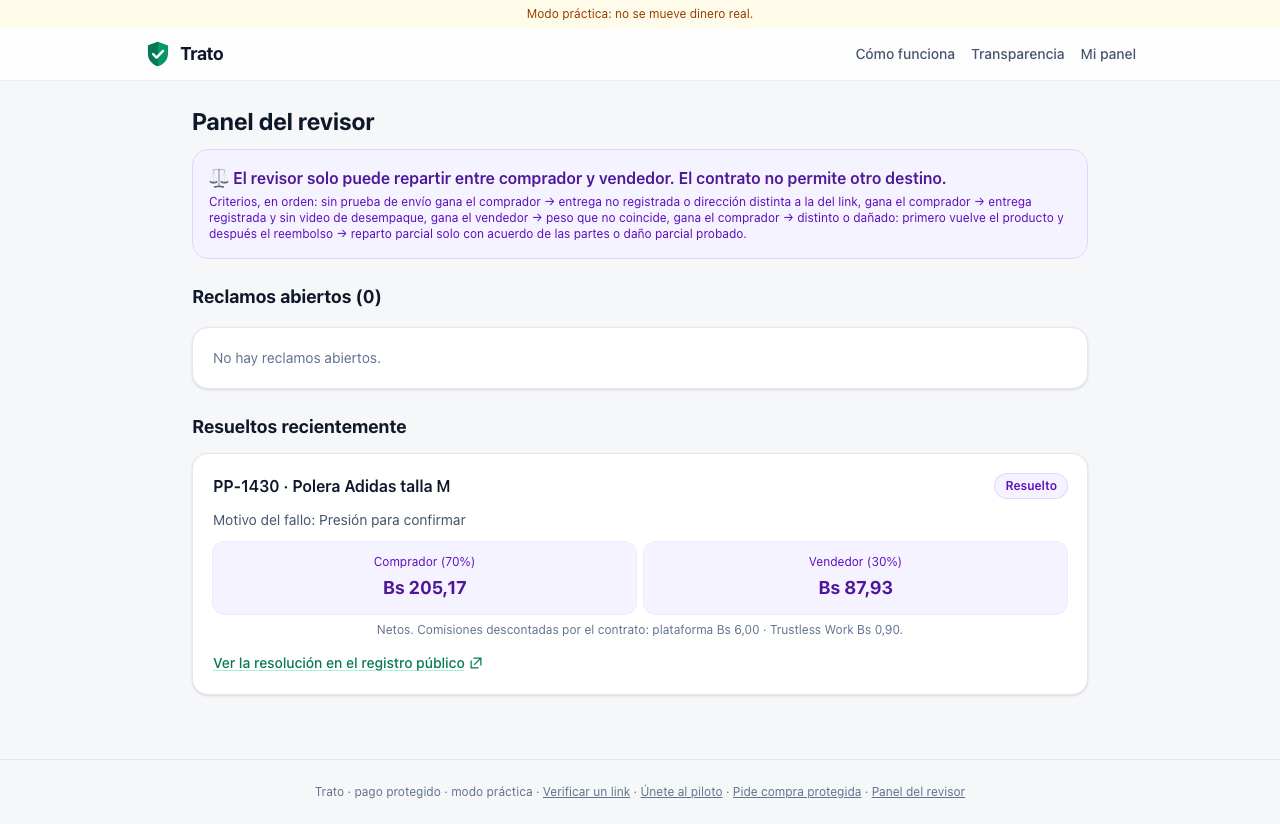 Modo práctica: no se mueve dinero real.
Trato
Cómo funciona Transparencia Mi panel
Panel del revisor
⚖️ El revisor solo puede repartir entre comprador y vendedor. El contrato no permite otro destino.
Criterios, en orden: sin prueba de envío gana el comprador → entrega no registrada o dirección distinta a la del link, gana el comprador → entrega
registrada y sin video de desempaque, gana el vendedor → peso que no coincide, gana el comprador → distinto o dañado: primero vuelve el producto y
después el reembolso → reparto parcial solo con acuerdo de las partes o daño parcial probado.
Reclamos abiertos (0)
No hay reclamos abiertos.
Resueltos recientemente
PP-1430 · Polera Adidas talla M
Resuelto
Motivo del fallo: Presión para confirmar
Comprador (70%)
Bs 205,17
Vendedor (30%)
Bs 87,93
Netos. Comisiones descontadas por el contrato: plataforma Bs 6,00 · Trustless Work Bs 0,90.
Ver la resolución en el registro público
Trato · pago protegido · modo práctica · Verificar un link · Únete al piloto · Pide compra protegida · Panel del revisor